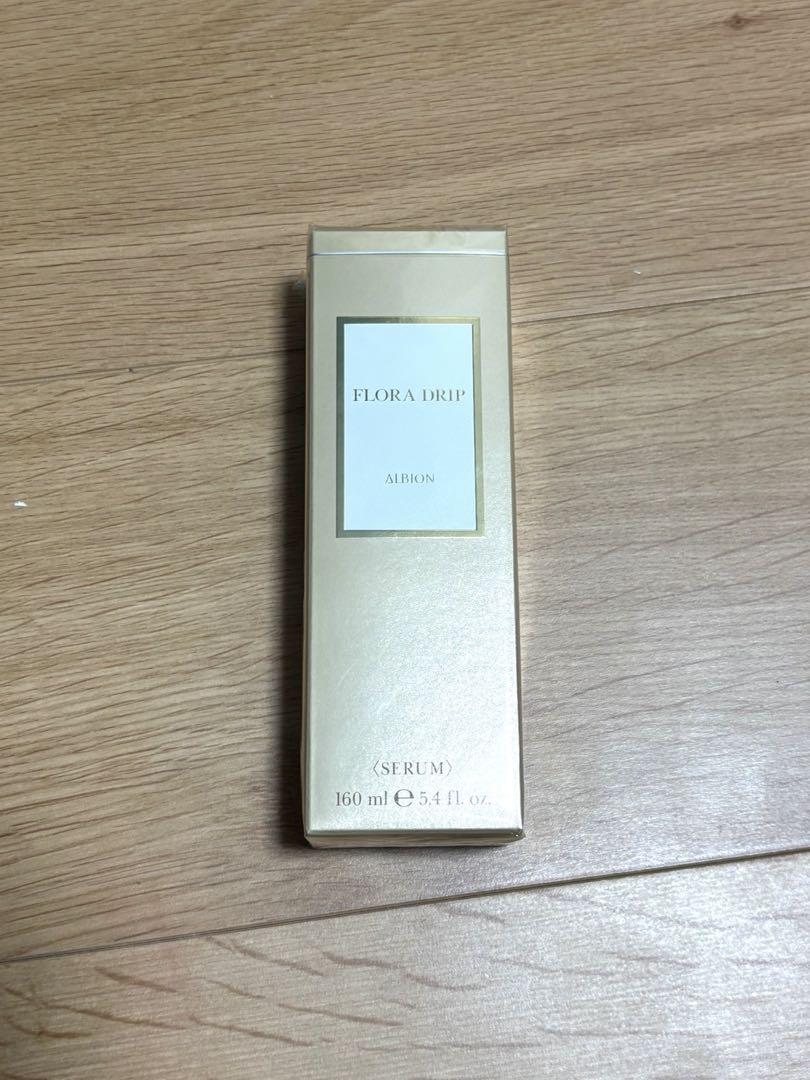 FLORA DRIP
ALBION
〈SERUM〉
160 ml ℮ 5.4 fl. oz.